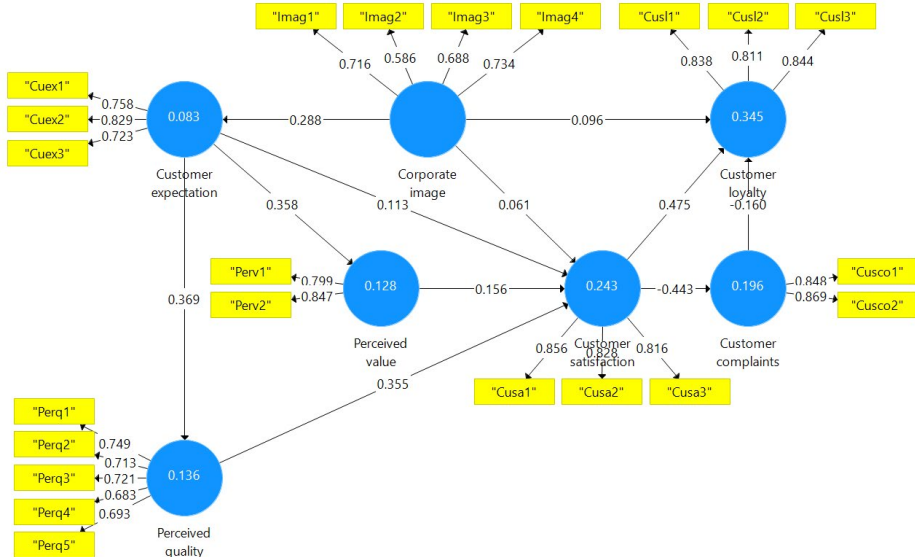 "Imag1"
"Imag2"
"Imag3"
"Imag4"
"Cusl1"
"Cusl2"
"Cusl3"
0.716
0.586
0.688
0.734
0.838
0.811
0.844
"Cuex1"
"Cuex2"
"Cuex3"
0.758
0.829
0.723
0.083
0.288
0.096
0.345
Customer
expectation
Corporate
image
Customer
loyalty
0.358
0.113
0.061
0.475
-0.160
0.369
"Perv1"
"Perv2"
0.799
0.847
0.128
0.156
0.243
-0.443
0.196
0.848
0.869
"Cusco1"
"Cusco2"
Perceived
value
Customer
satisfaction
Customer
complaints
0.856
0.828
0.816
0.355
"Cusa1"
"Cusa2"
"Cusa3"
"Perq1"
"Perq2"
"Perq3"
"Perq4"
"Perq5"
0.749
0.713
0.721
0.683
0.693
0.136
Perceived
quality